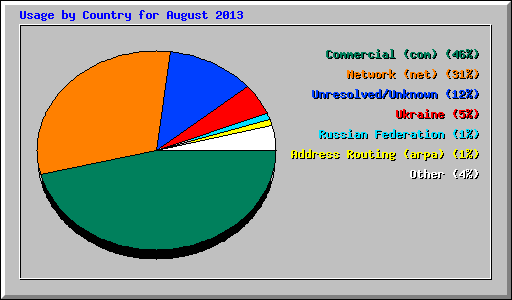 Usage by Country for August 2013
Commercial (com) (46%)
Network (net) (31%)
Unresolved/Unknown (12%)
Ukraine (5%)
Russian Federation (1%)
Address Routing (arpa) (1%)
Other (4%)